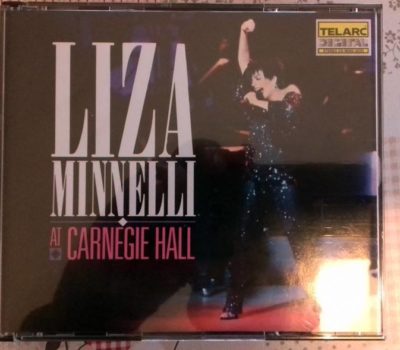 TELARC
DIGITAL
LIZA
MINNELLI
AT CARNEGIE HALL